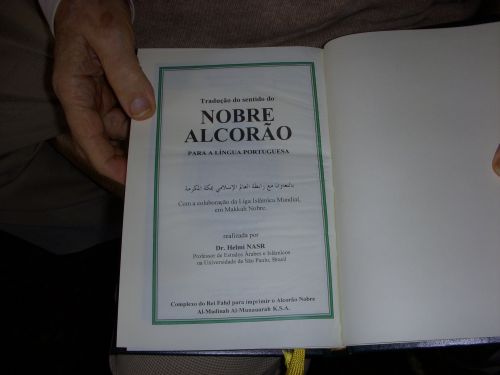 Tradução do sentido do
NOBRE
ALCORÃO
PARA A LÍNGUA PORTUGUESA
بالتعاون مع رابطة العالم الإسلامي بمكة المكرمة
Com a colaboração da Liga Islâmica Mundial,
em Makkah Nobre.
realizada por
Dr. Helmi NASR
Professor de Estudos Árabes e Islâmicos
na Universidade de São Paulo, Brasil
Complexo do Rei Fahd para imprimir o Alcorão Nobre
Al-Madinah Al-Munauarah K.S.A.